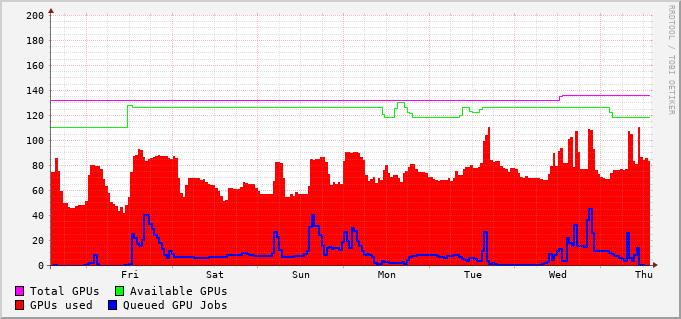 200
180
160
140
120
100
80
60
40
20
0
Fri Sat Sun Mon Tue Wed Thu
Total GPUs Available GPUs
GPUs used Queued GPU Jobs
RRDTOOL / TOBI OETIKER